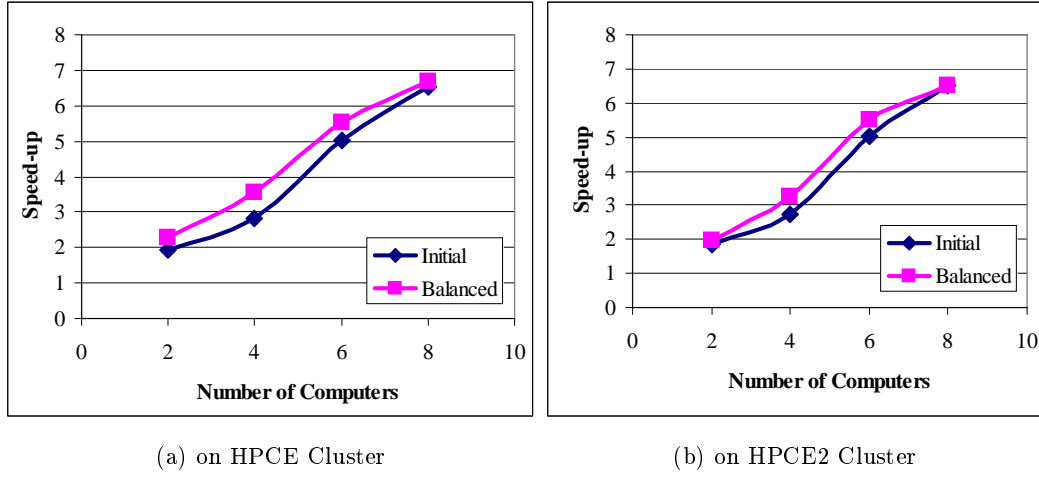 8
7
6
5
4
3
2
1
0
Speed-up
Initial
Balanced
0 2 4 6 8 10
Number of Computers
(a) on HPCE Cluster
8
7
6
5
4
3
2
1
0
Speed-up
Initial
Balanced
0 2 4 6 8 10
Number of Computers
(b) on HPCE2 Cluster